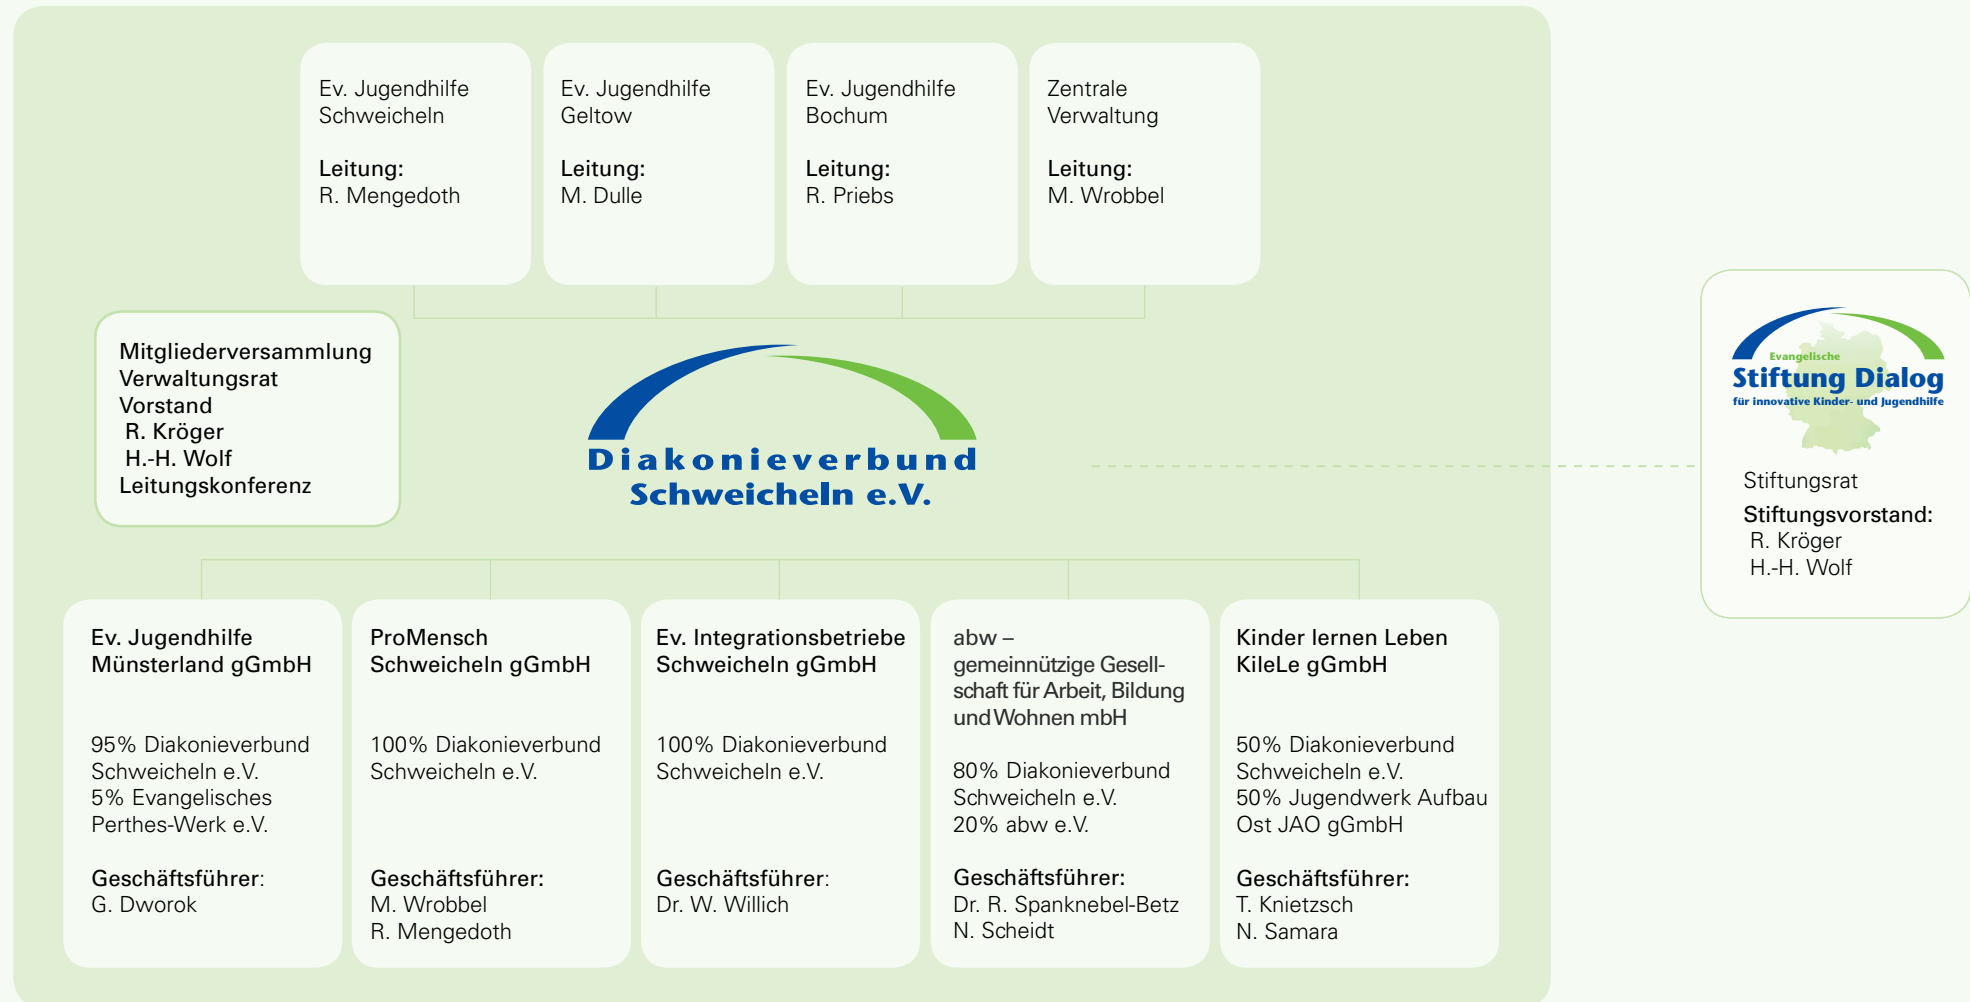 Ev. Jugendhilfe
Schweicheln
Leitung:
R. Mengedoth
Ev. Jugendhilfe
Geltow
Leitung:
M. Dulle
Ev. Jugendhilfe
Bochum
Leitung:
R. Priebs
Zentrale
Verwaltung
Leitung:
M. Wrobbel
Mitgliederversammlung
Verwaltungsrat
Vorstand
R. Kröger
H.-H. Wolf
Leitungskonferenz
Diakonieverbund
Schweicheln e.V.
Evangelische
Stiftung Dialog
für innovative Kinder- und Jugendhilfe
Stiftungsrat
Stiftungsvorstand:
R. Kröger
H.-H. Wolf
Ev. Jugendhilfe
Münsterland gGmbH
95% Diakonieverbund
Schweicheln e.V.
5% Evangelisches
Perthes-Werk e.V.
Geschäftsführer:
G. Dworok
ProMensch
Schweicheln gGmbH
100% Diakonieverbund
Schweicheln e.V.
Geschäftsführer:
M. Wrobbel
R. Mengedoth
Ev. Integrationsbetriebe
Schweicheln gGmbH
100% Diakonieverbund
Schweicheln e.V.
Geschäftsführer:
Dr. W. Willich
abw –
gemeinnützige Gesell-
schaft für Arbeit, Bildung
und Wohnen mbH
80% Diakonieverbund
Schweicheln e.V.
20% abw e.V.
Geschäftsführer:
Dr. R. Spanknebel-Betz
N. Scheidt
Kinder lernen Leben
KileLe gGmbH
50% Diakonieverbund
Schweicheln e.V.
50% Jugendwerk Aufbau
Ost JAO gGmbH
Geschäftsführer:
T. Knietzsch
N. Samara